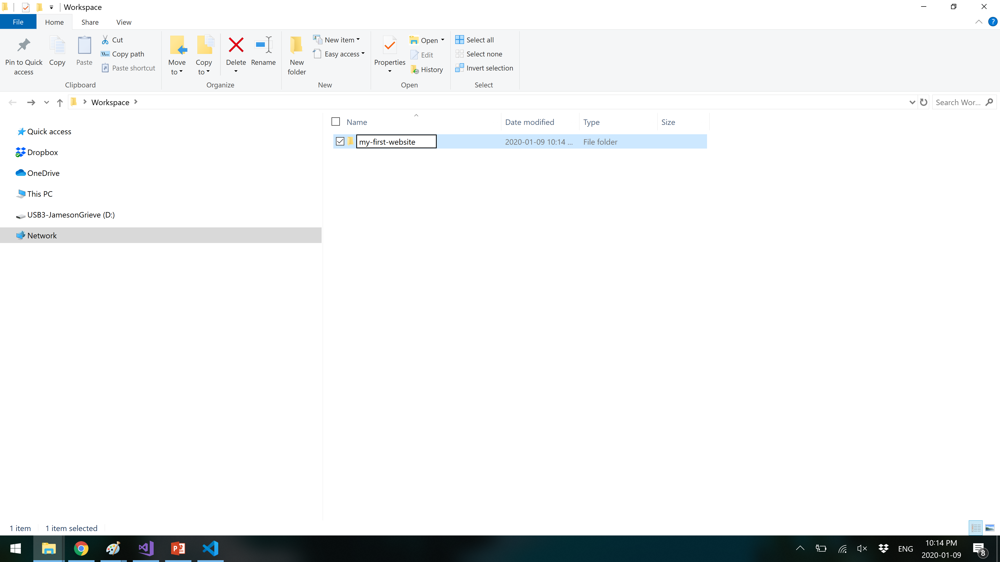 Workspace
File Home Share View
Pin to Quick access
Copy
Paste
Cut
Copy path
Paste shortcut
Clipboard
Move to
Copy to
Delete
Rename
Organize
New folder
New item
Easy access
New
Properties
Open
Edit
History
Open
Select all
Select none
Invert selection
Select
Workspace
Search Wor...
Name Date modified Type Size
my-first-website 2020-01-09 10:14 ... File folder
Quick access
Dropbox
OneDrive
This PC
USB3-JamesonGrieve (D:)
Network
1 item 1 item selected
ENG
10:14 PM
2020-01-09
8